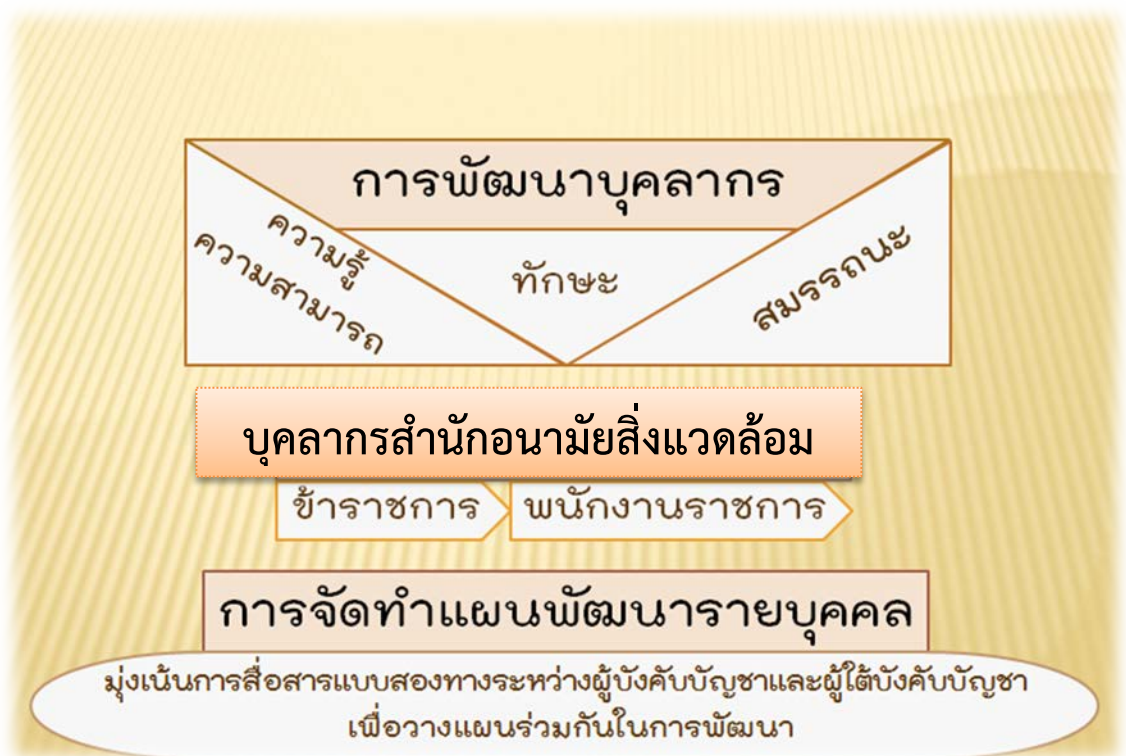 การพัฒนาบุคลากร
ความรู้
ความสามารถ
ทักษะ
สมรรถนะ
บุคลากรสำนักอนามัยสิ่งแวดล้อม
ข้าราชการ
พนักงานราชการ
การจัดทำแผนพัฒนารายบุคคล
มุ่งเน้นการสื่อสารแบบสองทางระหว่างผู้บังคับบัญชาและผู้ใต้บังคับบัญชา
เพื่อวางแผนร่วมกันในการพัฒนา